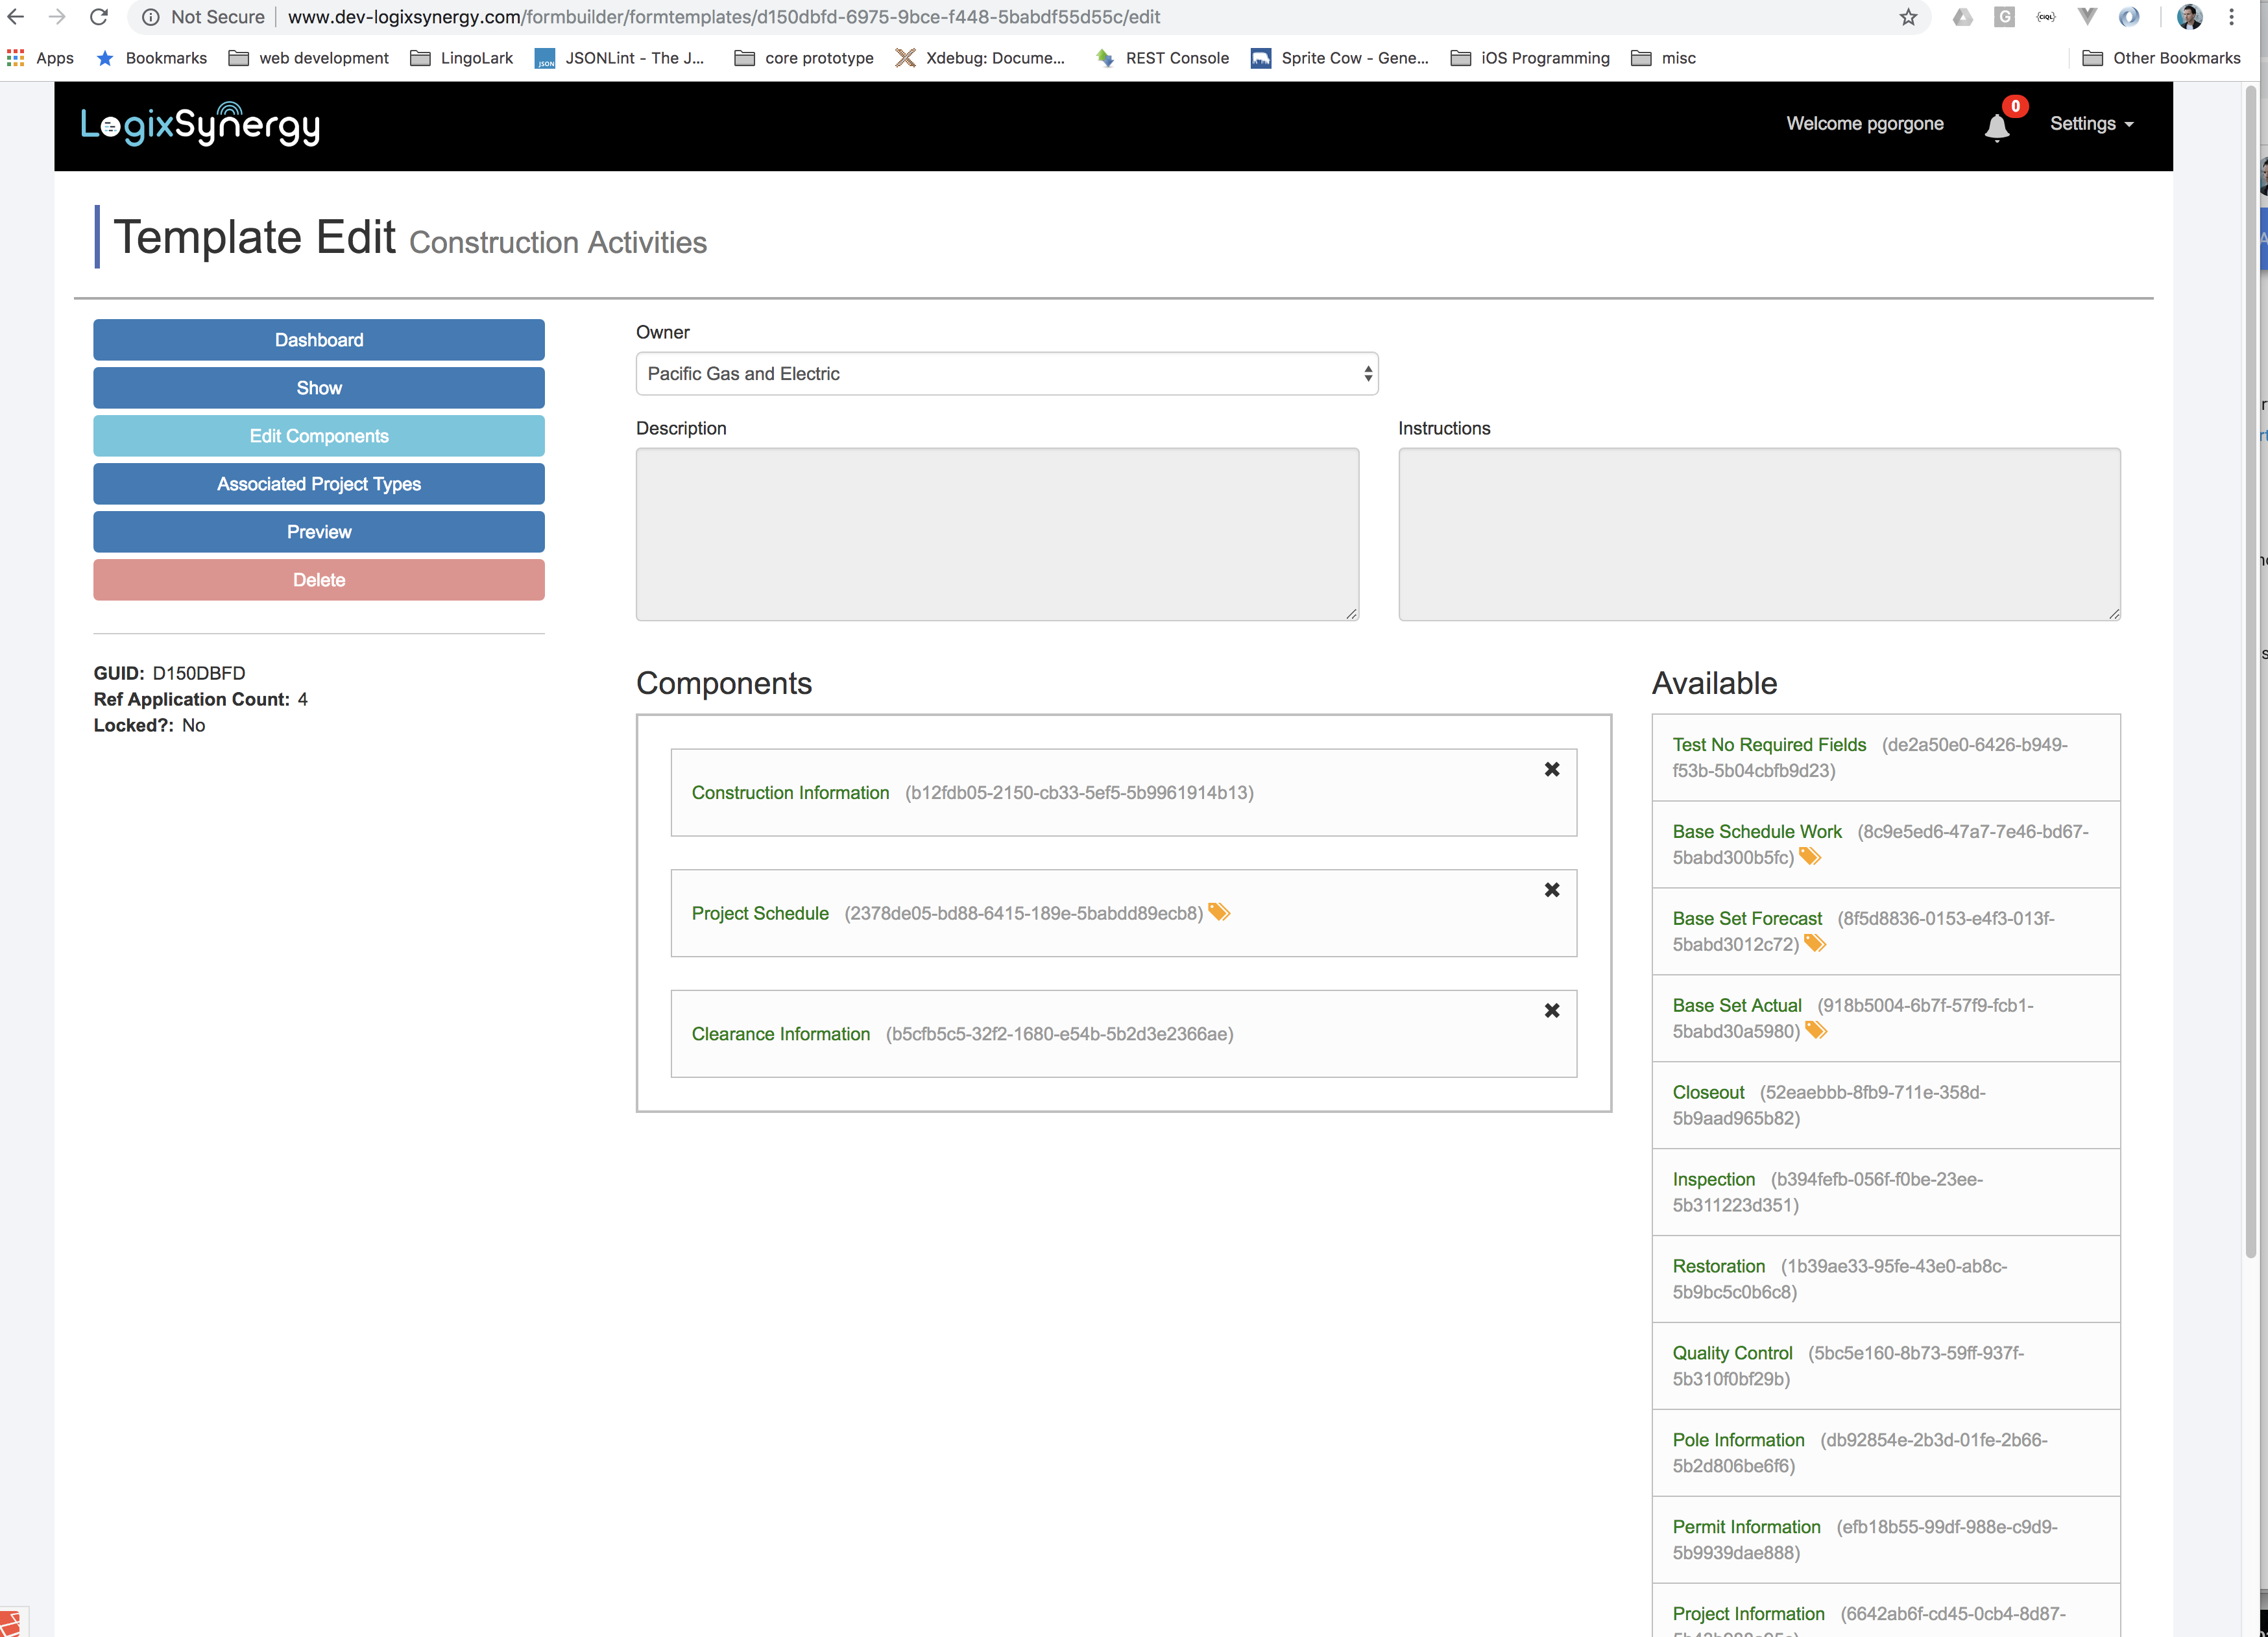 Not Secure | www.dev-logixsynergy.com/formbuilder/formtemplates/d150dbfd-6975-9bce-f448-5babdf55d55c/edit
Apps Bookmarks web development LingoLark JSONLint - The J... core prototype Xdebug: Docume... REST Console Sprite Cow - Gene... iOS Programming misc Other Bookmarks
LogixSynergy
Welcome pgorgone 0 Settings
Template Edit Construction Activities
Dashboard
Show
Edit Components
Associated Project Types
Preview
Delete
GUID: D150DBFD
Ref Application Count: 4
Locked?: No
Owner
Pacific Gas and Electric
Description
Instructions
Components
Construction Information (b12fdb05-2150-cb33-5ef5-5b9961914b13)
Project Schedule (2378de05-bd88-6415-189e-5babdd89ecb8)
Clearance Information (b5cfb5c5-32f2-1680-e54b-5b2d3e2366ae)
Available
Test No Required Fields (de2a50e0-6426-b949-
f53b-5b04cbfb9d23)
Base Schedule Work (8c9e5ed6-47a7-7e46-bd67-
5babd300b5fc)
Base Set Forecast (8f5d8836-0153-e4f3-013f-
5babd3012c72)
Base Set Actual (918b5004-6b7f-57f9-fcb1-
5babd30a5980)
Closeout (52eaebbb-8fb9-711e-358d-
5b9aad965b82)
Inspection (b394fefb-056f-f0be-23ee-
5b311223d351)
Restoration (1b39ae33-95fe-43e0-ab8c-
5b9bc5c0b6c8)
Quality Control (5bc5e160-8b73-59ff-937f-
5b310f0bf29b)
Pole Information (db92854e-2b3d-01fe-2b66-
5b2d806be6f6)
Permit Information (efb18b55-99df-988e-c9d9-
5b9939dae888)
Project Information (6642ab6f-cd45-0cb4-8d87-